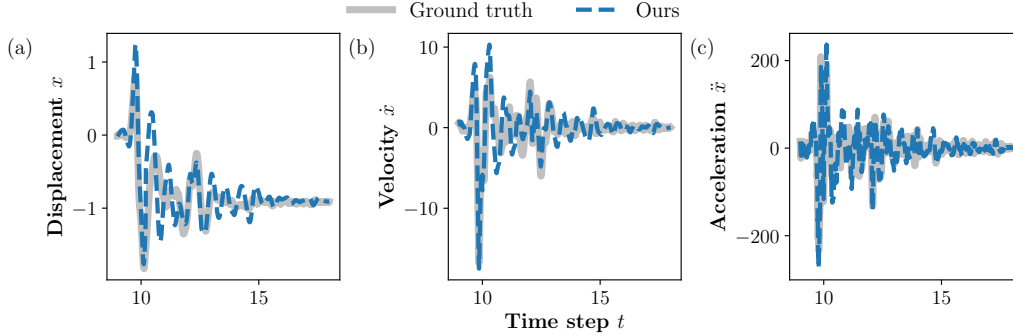 Ground truth Ours
(a) (b) (c)
Displacement x
1
0
−1
10 15
Velocity ẋ
10
0
−10
10 15
Acceleration ẍ
200
0
−200
10 15
Time step t